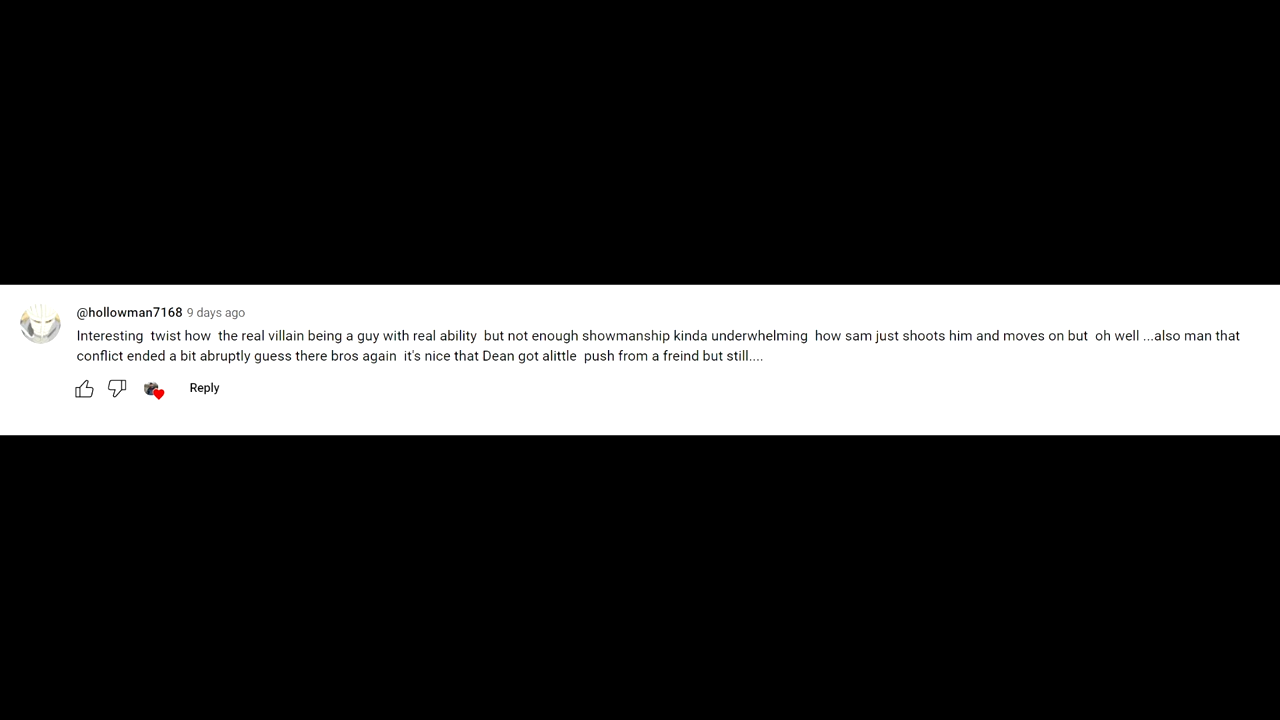 @hollowman7168 9 days ago
Interesting  twist how  the real villain being a guy with real ability  but not enough showmanship kinda underwhelming  how sam just shoots him and moves on but  oh well ...also man that
conflict ended a bit abruptly guess there bros again  it's nice that Dean got alittle  push from a freind but still....
Reply